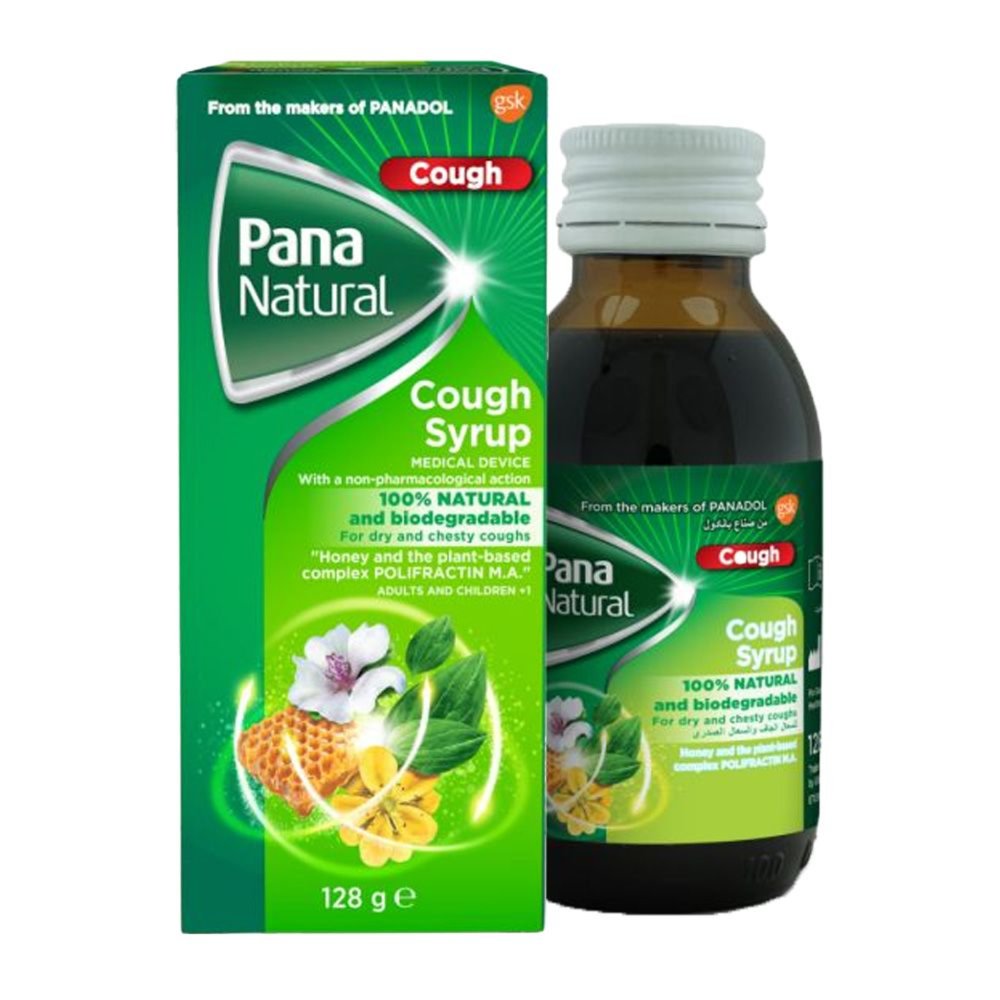 From the makers of PANADOL
gsk
Cough
Pana
Natural
Cough
Syrup
MEDICAL DEVICE
With a non-pharmacological action
100% NATURAL
and biodegradable
For dry and chesty coughs
"Honey and the plant-based
complex POLIFRACTIN M.A."
ADULTS AND CHILDREN +1
128 g e
From the makers of PANADOL
gsk
من صناع بانادول
Cough
Pana
Natural
Cough
Syrup
100% NATURAL
and biodegradable
For dry and chesty coughs
للسعال الجاف والسعال الصدري
Honey and the plant-based
complex POLIFRACTIN M.A.
100